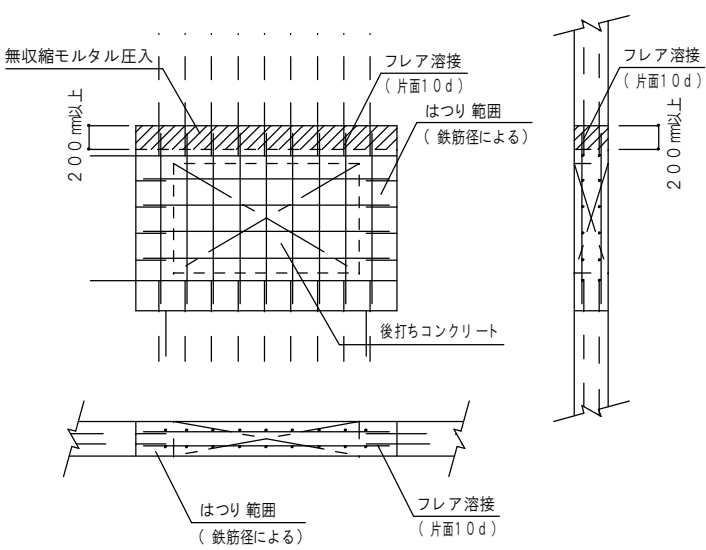 無収縮モルタル圧入
フレア溶接
(片面10d)
はつり範囲
(鉄筋径による)
200㎜以上
後打ちコンクリート
フレア溶接
(片面10d)
200㎜以上
はつり範囲
(鉄筋径による)
フレア溶接
(片面10d)